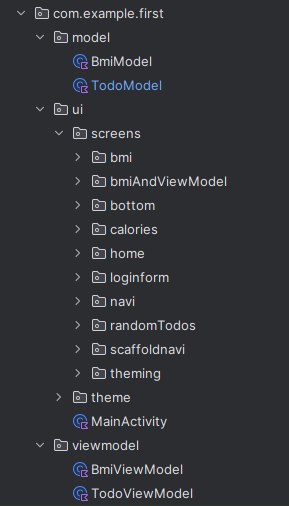 com.example.first
model
BmiModel
TodoModel
ui
screens
bmi
bmiAndViewModel
bottom
calories
home
loginform
navi
randomTodos
scaffoldnavi
theming
theme
MainActivity
viewmodel
BmiViewModel
TodoViewModel